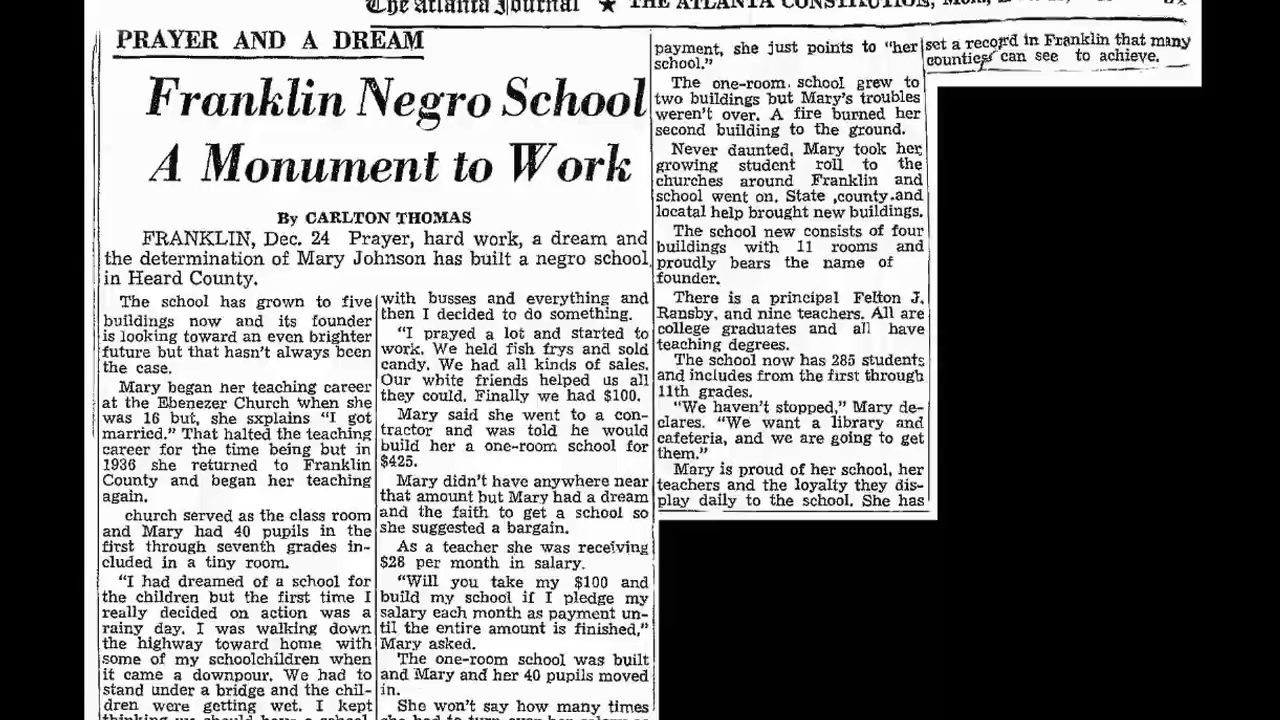 The Atlanta Journal ★ THE ATLANTA CONSTITUTION,
PRAYER AND A DREAM
Franklin Negro School
A Monument to Work
By CARLTON THOMAS
FRANKLIN, Dec. 24 Prayer, hard work, a dream and
the determination of Mary Johnson has built a negro school
in Heard County.
The school has grown to five
buildings now and its founder
is looking toward an even brighter
future but that hasn't always been
the case.
Mary began her teaching career
at the Ebenezer Church when she
was 16 but, she sxplains "I got
married." That halted the teaching
career for the time being but in
1936 she returned to Franklin
County and began her teaching
again.
church served as the class room
and Mary had 40 pupils in the
first through seventh grades in-
cluded in a tiny room.
"I had dreamed of a school for
the children but the first time I
really decided on action was a
rainy day. I was walking down
the highway toward home with
some of my schoolchildren when
it came a downpour. We had to
stand under a bridge and the chil-
dren were getting wet. I kept
thinking we should have a school
with busses and everything and
then I decided to do something.
"I prayed a lot and started to
work. We held fish frys and sold
candy. We had all kinds of sales.
Our white friends helped us all
they could. Finally we had $100.
Mary said she went to a con-
tractor and was told he would
build her a one-room school for
$425.
Mary didn't have anywhere near
that amount but Mary had a dream
and the faith to get a school so
she suggested a bargain.
As a teacher she was receiving
$28 per month in salary.
"Will you take my $100 and
build my school if I pledge my
salary each month as payment un-
til the entire amount is finished,"
Mary asked.
The one-room school was built
and Mary and her 40 pupils moved
in.
She won't say how many times
she had to turn over her salary as
payment, she just points to "her
school."
The one-room school grew to
two buildings but Mary's troubles
weren't over. A fire burned her
second building to the ground.
Never daunted, Mary took her
growing student roll to the
churches around Franklin and
school went on. State ,county and
locatal help brought new buildings.
The school new consists of four
buildings with 11 rooms and
proudly bears the name of
founder.
There is a principal Felton J.
Ransby, and nine teachers. All are
college graduates and all have
teaching degrees.
The school now has 285 students
and includes from the first through
11th grades.
"We haven't stopped," Mary de-
clares. "We want a library and
cafeteria, and we are going to get
them."
Mary is proud of her school, her
teachers and the loyalty they dis-
play daily to the school. She has
set a record in Franklin that many
counties can see to achieve.